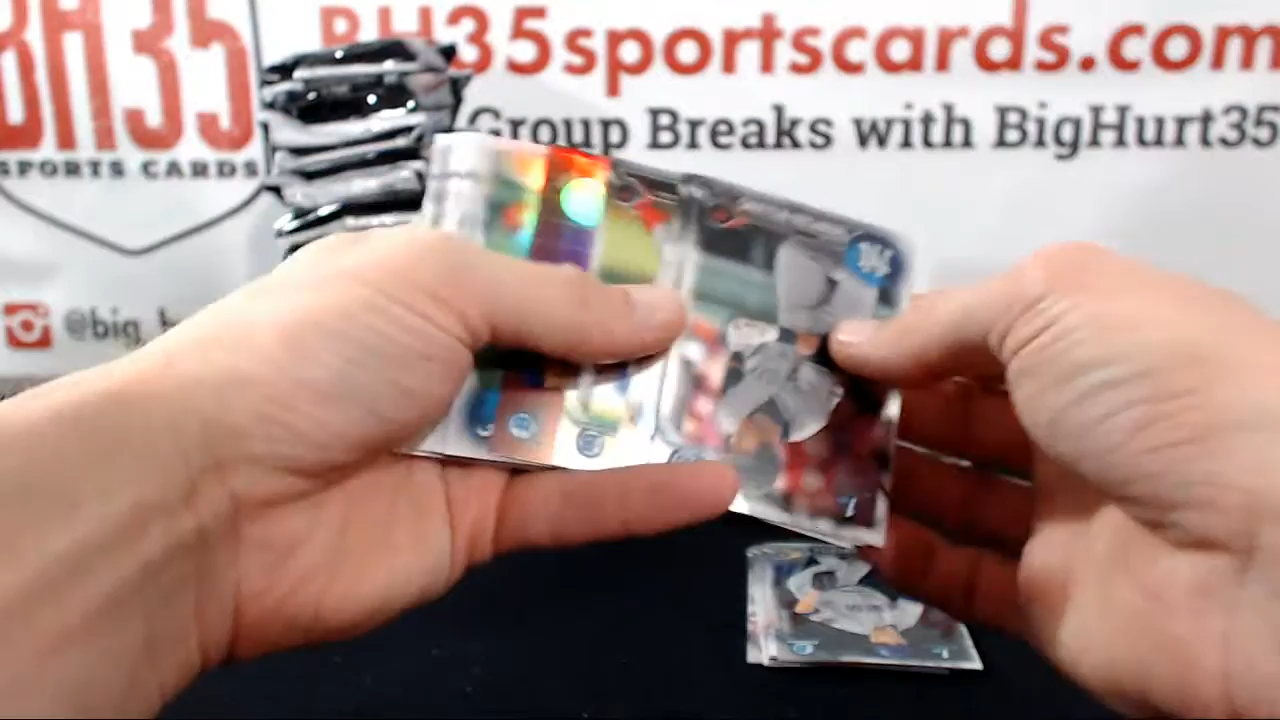 BH35
SPORTS CARDS
BH35sportscards.com
Group Breaks with BigHurt35
@big_